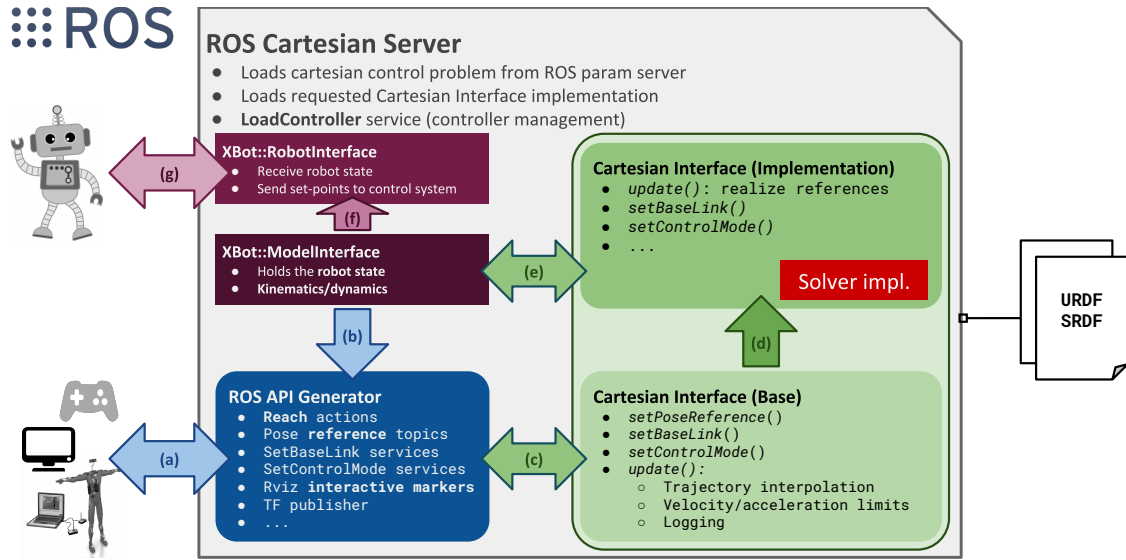 ROS
ROS Cartesian Server
● Loads cartesian control problem from ROS param server
● Loads requested Cartesian Interface implementation
● LoadController service (controller management)
XBot::RobotInterface
● Receive robot state
● Send set-points to control system
(g)
(f)
XBot::ModelInterface
● Holds the robot state
● Kinematics/dynamics
(e)
Cartesian Interface (Implementation)
● update(): realize references
● setBaseLink()
● setControlMode()
● ...
Solver impl.
URDF
SRDF
(b)
(d)
ROS API Generator
● Reach actions
● Pose reference topics
● SetBaseLink services
● SetControlMode services
● Rviz interactive markers
● TF publisher
● ...
(a)
(c)
Cartesian Interface (Base)
● setPoseReference()
● setBaseLink()
● setControlMode()
● update():
○ Trajectory interpolation
○ Velocity/acceleration limits
○ Logging